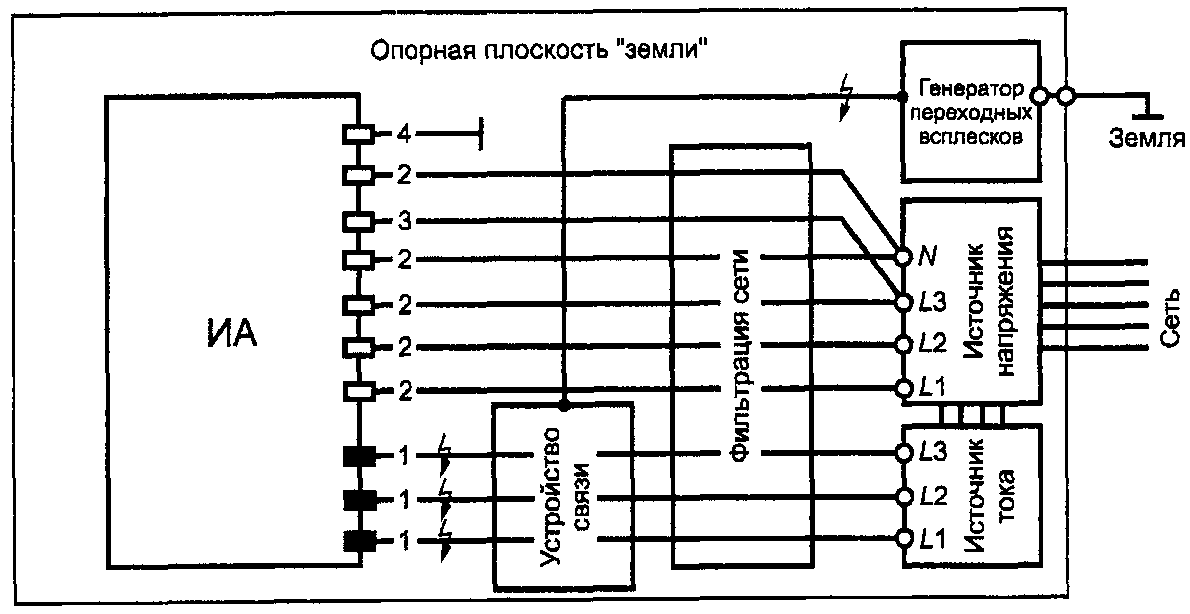 Опорная плоскость "земли"
Генератор
переходных
всплесков
Земля
ИА
4
2
3
2
2
2
2
1
1
1
Устройство
связи
Фильтрация сети
N
L3
L2
L1
Источник
напряжения
Сеть
L3
L2
L1
Источник
тока